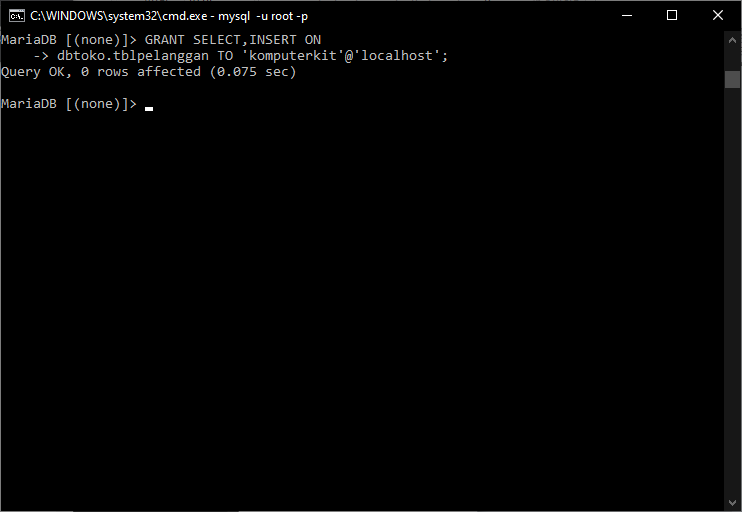 C:\WINDOWS\system32\cmd.exe - mysql  -u root -p
MariaDB [(none)]> GRANT SELECT,INSERT ON
    -> dbtoko.tblpelanggan TO 'komputerkit'@'localhost';
Query OK, 0 rows affected (0.075 sec)
MariaDB [(none)]>